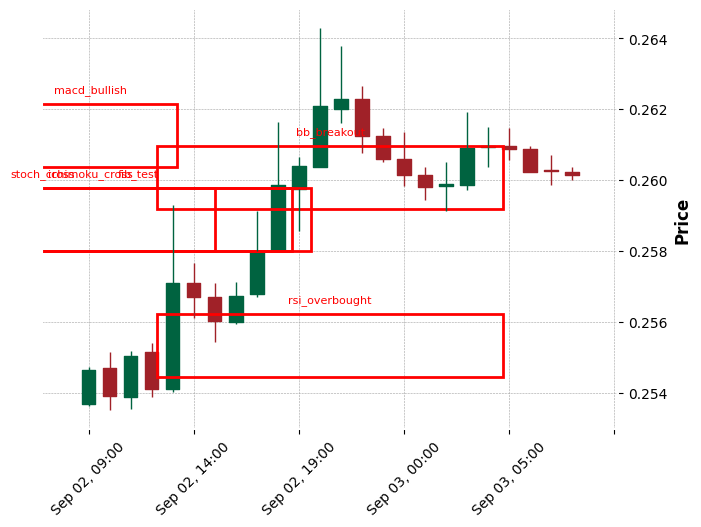 macd_bullish
bb_breakout
stoch_cross
ichimoku_cross
fib_test
rsi_overbought
0.264
0.262
0.260
0.258
0.256
0.254
Price
Sep 02, 09:00
Sep 02, 14:00
Sep 02, 19:00
Sep 03, 00:00
Sep 03, 05:00